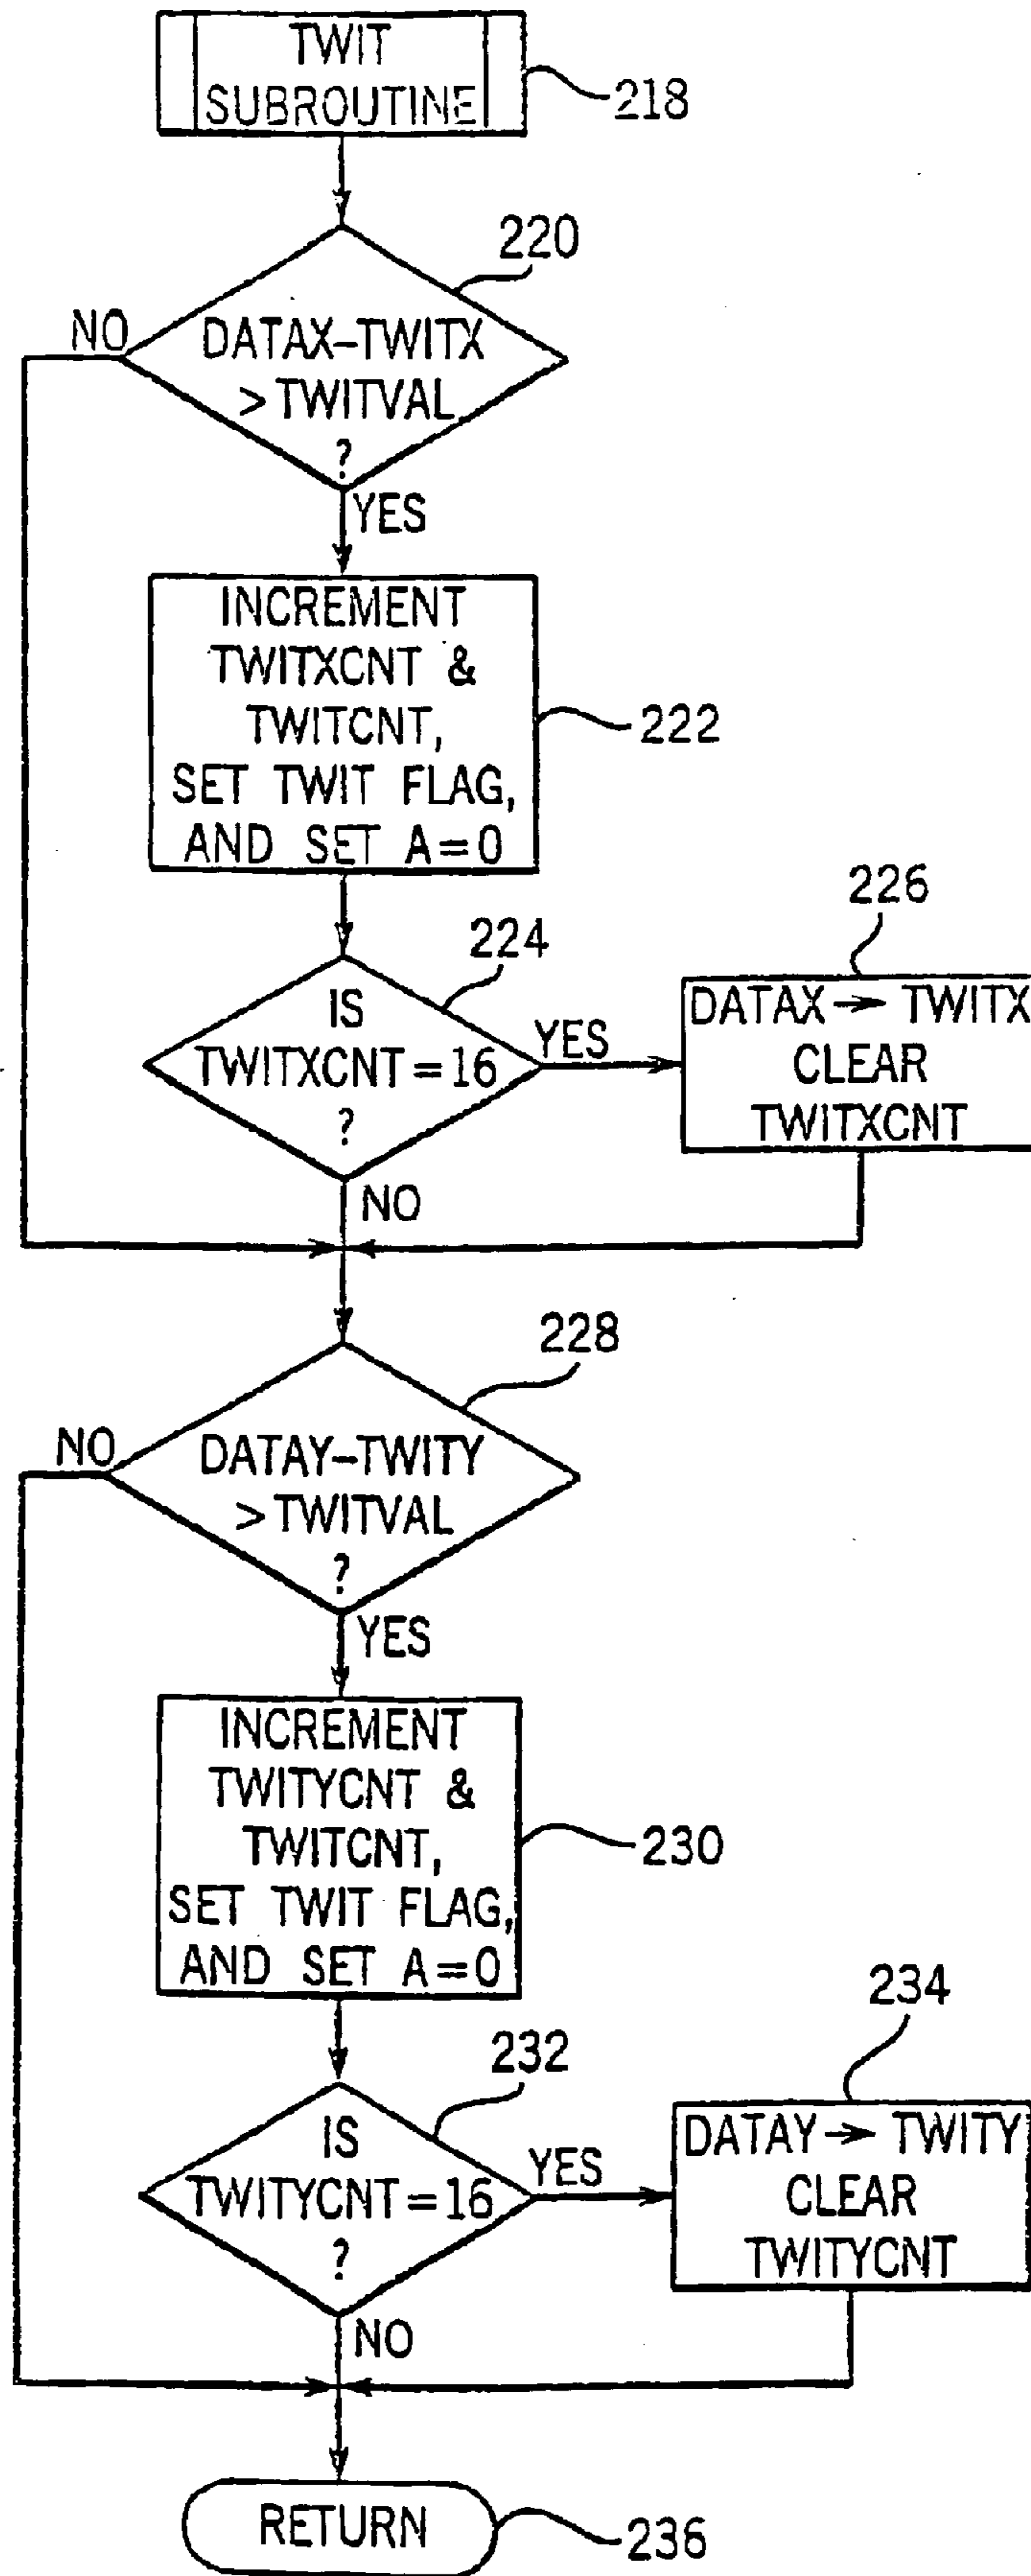 TWIT
SUBROUTINE
218
220
NO
DATAX-TWITX
> TWITVAL
?
YES
INCREMENT
TWITXCNT &
TWITCNT,
SET TWIT FLAG,
AND SET A=0
222
224
226
IS
TWITXCNT=16
?
YES
DATAX → TWITX
CLEAR
TWITXCNT
NO
228
NO
DATAY-TWITY
> TWITVAL
?
YES
INCREMENT
TWITYCNT &
TWITCNT,
SET TWIT FLAG,
AND SET A=0
230
232
234
IS
TWITYCNT=16
?
YES
DATAY → TWITY
CLEAR
TWITYCNT
NO
RETURN
236